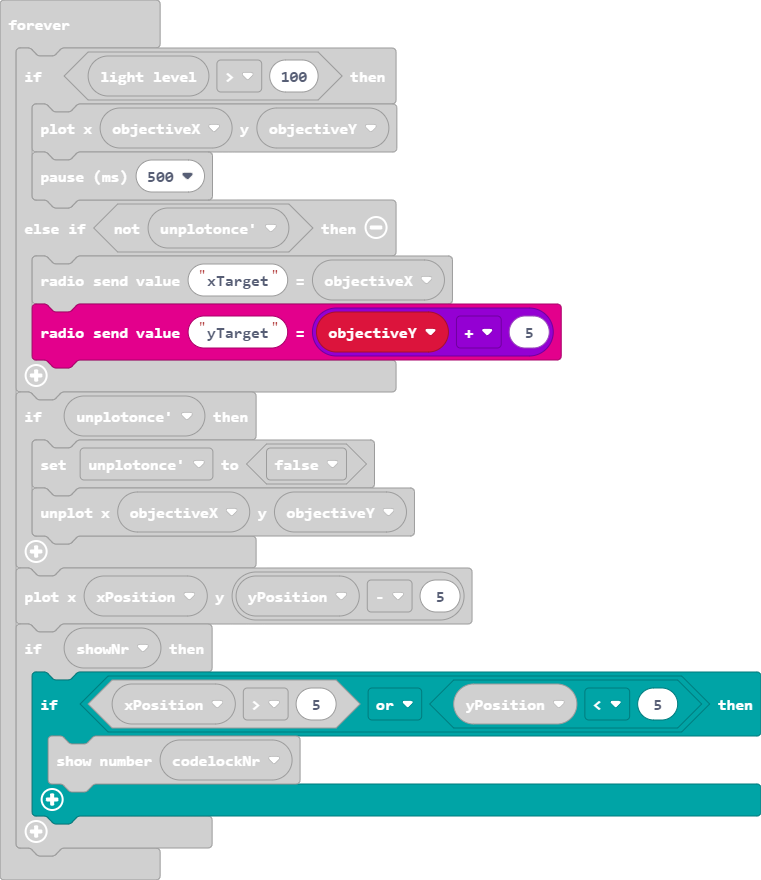 forever
if light level > 100 then
plot x objectiveX y objectiveY
pause (ms) 500
else if not unplotonce' then
radio send value "xTarget" = objectiveX
radio send value "yTarget" = objectiveY + 5
if unplotonce' then
set unplotonce' to false
unplot x objectiveX y objectiveY
plot x xPosition y yPosition - 5
if showNr then
if xPosition > 5 or yPosition < 5 then
show number codelockNr